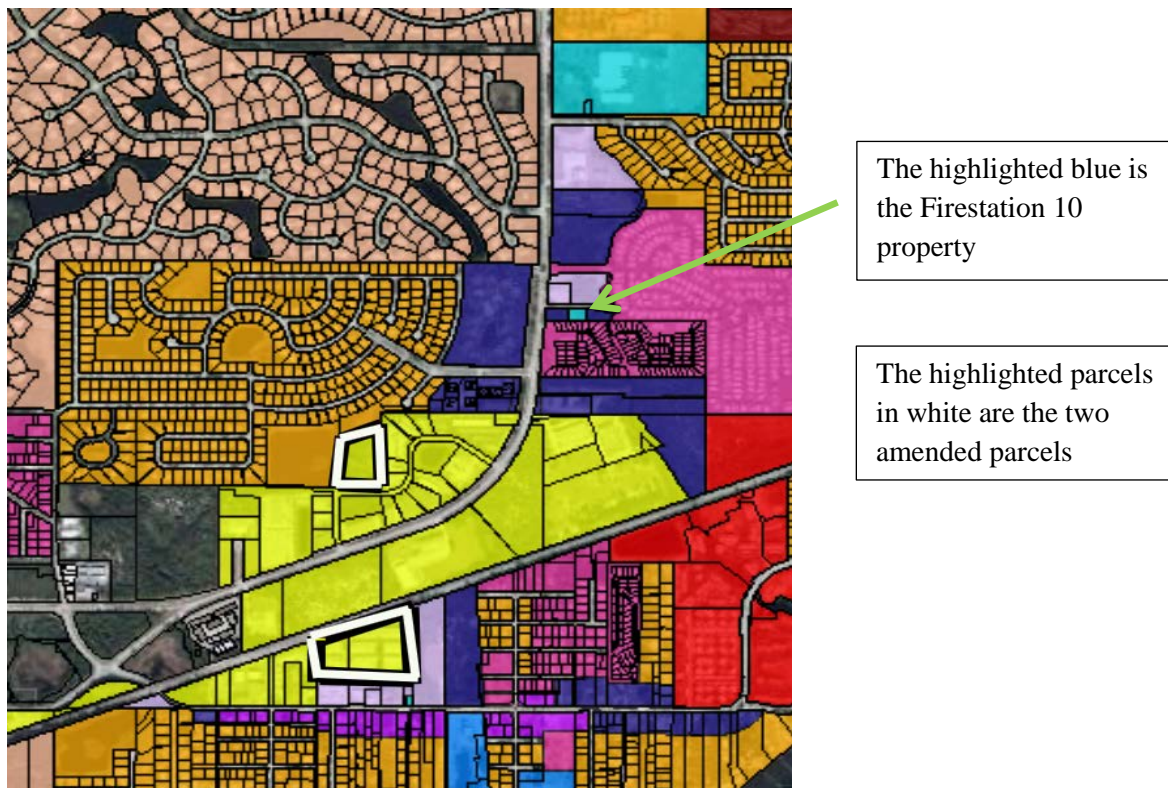 The highlighted blue is
the Firestation 10
property
The highlighted parcels
in white are the two
amended parcels